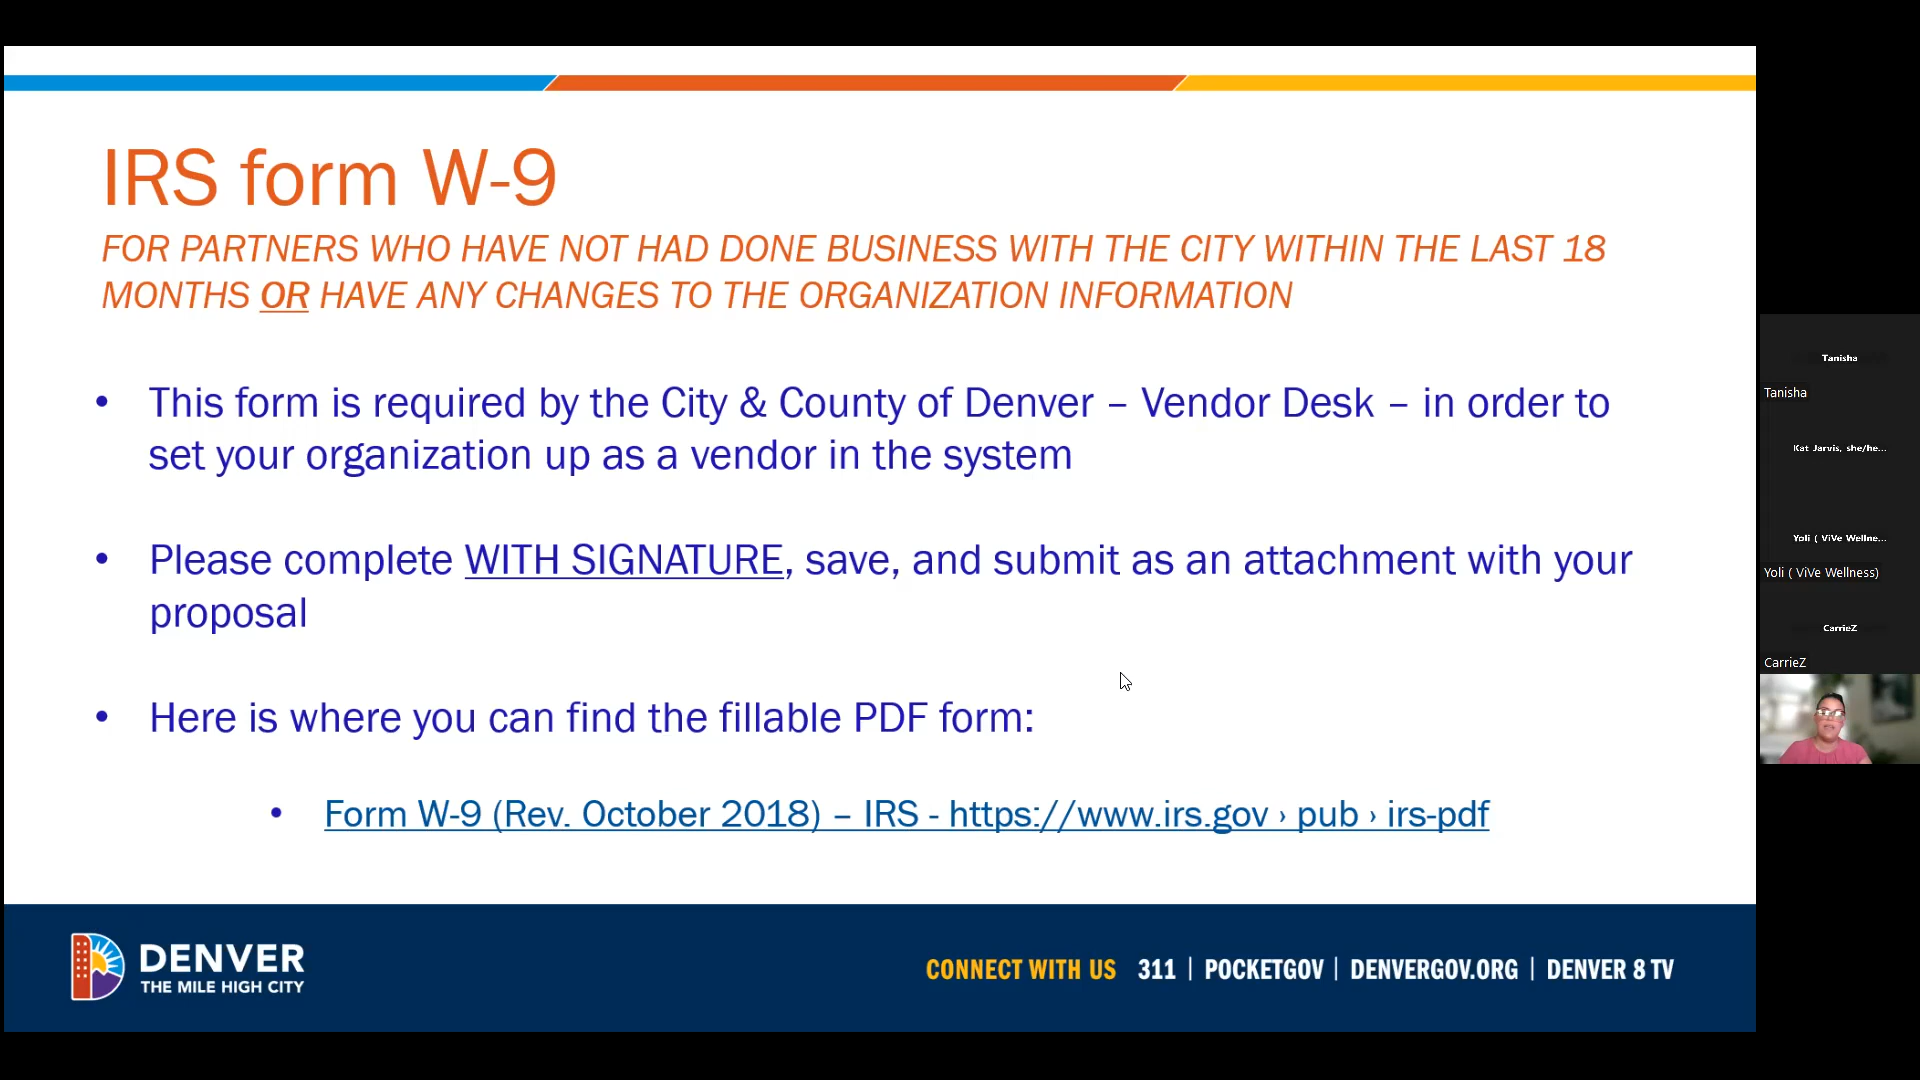 IRS form W-9
FOR PARTNERS WHO HAVE NOT HAD DONE BUSINESS WITH THE CITY WITHIN THE LAST 18
MONTHS OR HAVE ANY CHANGES TO THE ORGANIZATION INFORMATION
• This form is required by the City & County of Denver – Vendor Desk – in order to
set your organization up as a vendor in the system
• Please complete WITH SIGNATURE, save, and submit as an attachment with your
proposal
• Here is where you can find the fillable PDF form:
• Form W-9 (Rev. October 2018) – IRS - https://www.irs.gov › pub › irs-pdf
DENVER
THE MILE HIGH CITY
CONNECT WITH US 311 | POCKETGOV | DENVERGOV.ORG | DENVER 8 TV
Tanisha
Tanisha
Kat Jarvis, she/he...
Yoli ( ViVe Wellne...
Yoli ( ViVe Wellness)
CarrieZ
CarrieZ